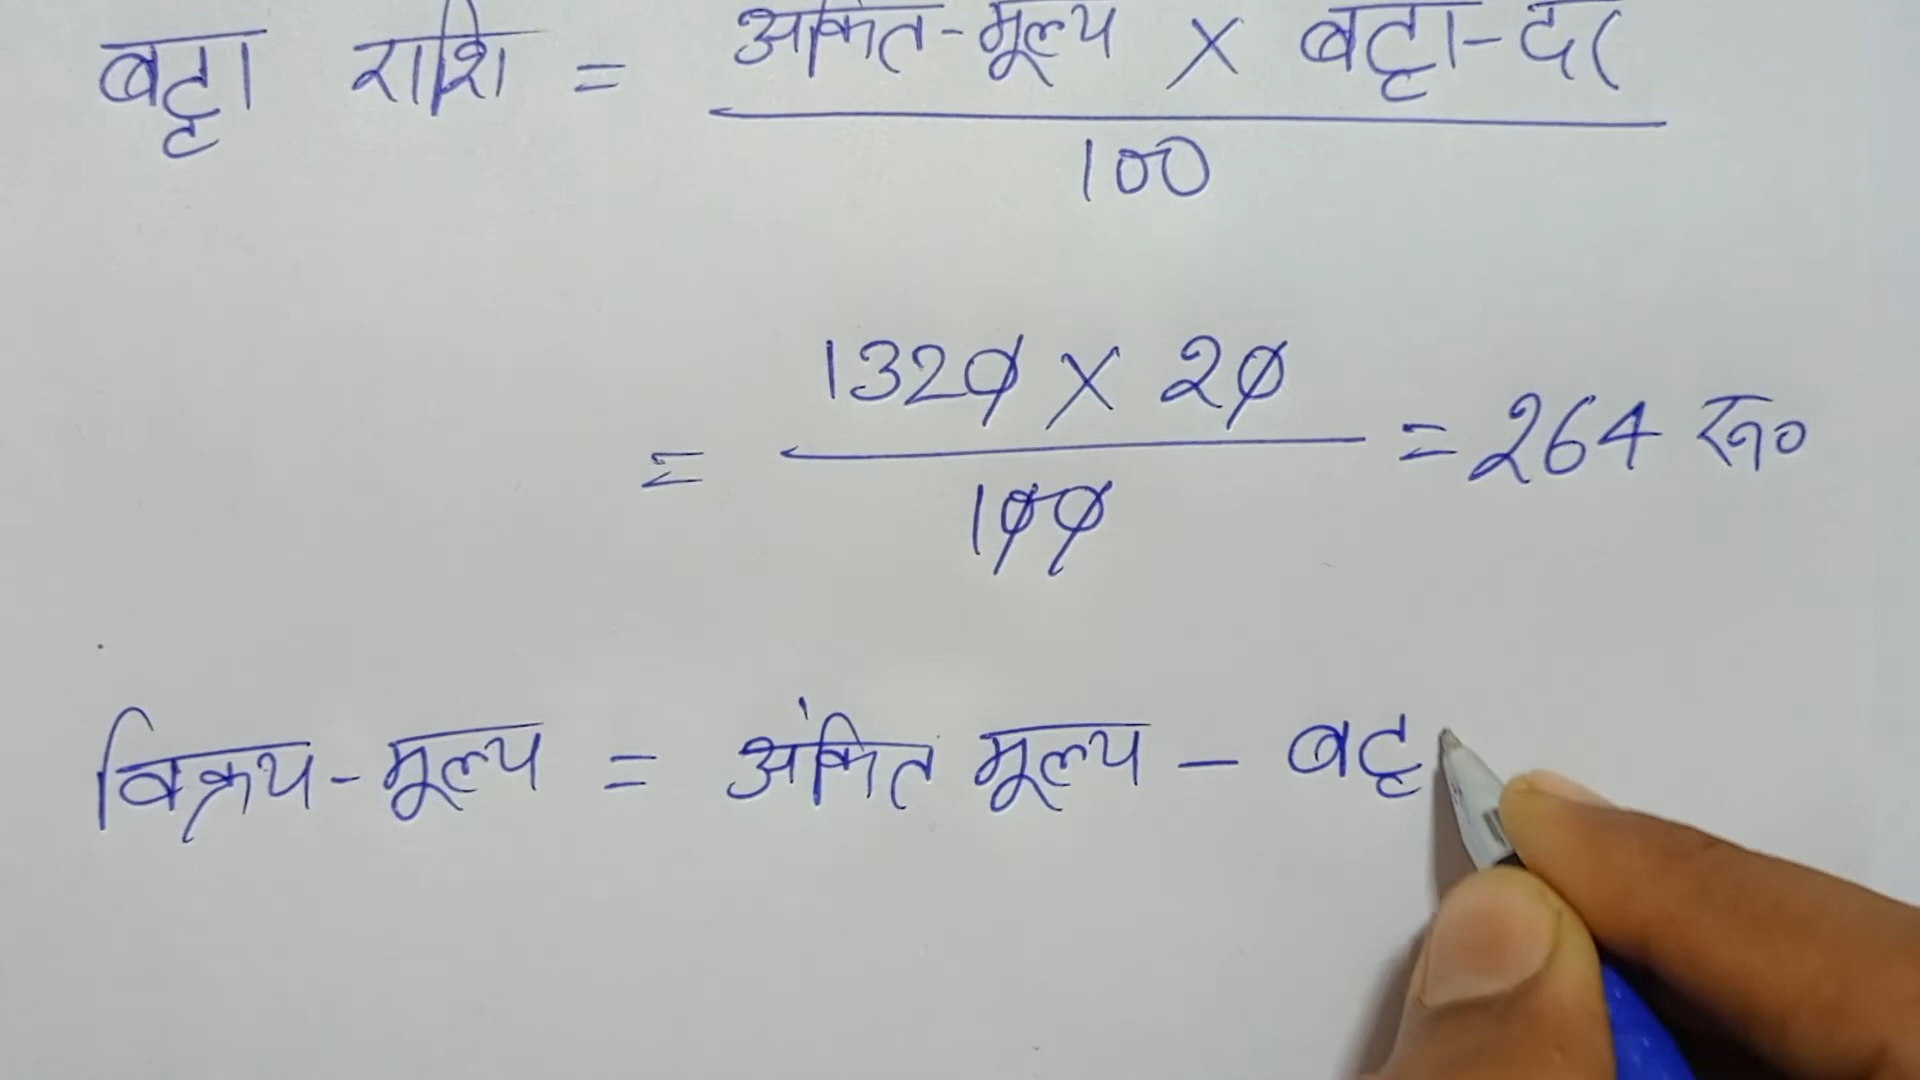 बट्टा राशि = अंकित-मूल्य X बट्टा-दर
100
= 1320 X 20 = 264 रू०
100
विक्रय-मूल्य = अंकित मूल्य - बट्ट